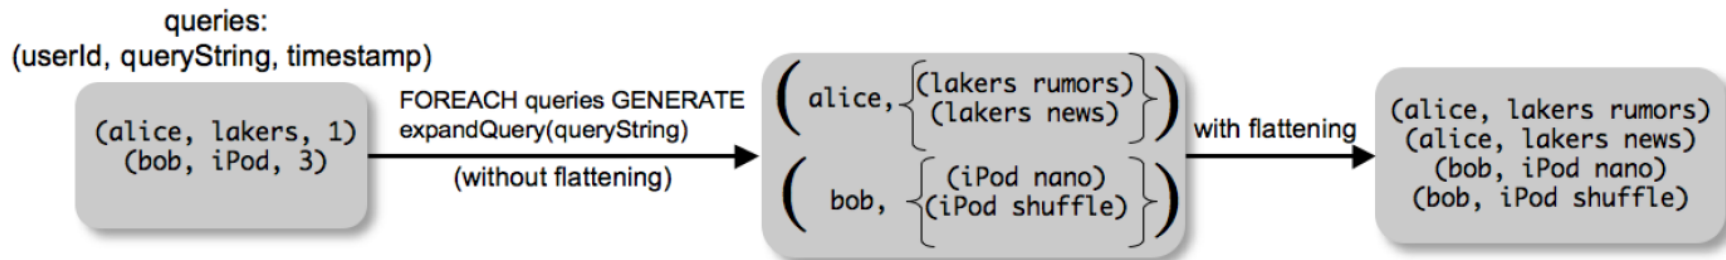 queries:
(userId, queryString, timestamp)
(alice, lakers, 1)
(bob, iPod, 3)
FOREACH queries GENERATE
expandQuery(queryString)
(without flattening)
(alice, {(lakers rumors)
(lakers news)})
(bob, {(iPod nano)
(iPod shuffle)})
with flattening
(alice, lakers rumors)
(alice, lakers news)
(bob, iPod nano)
(bob, iPod shuffle)